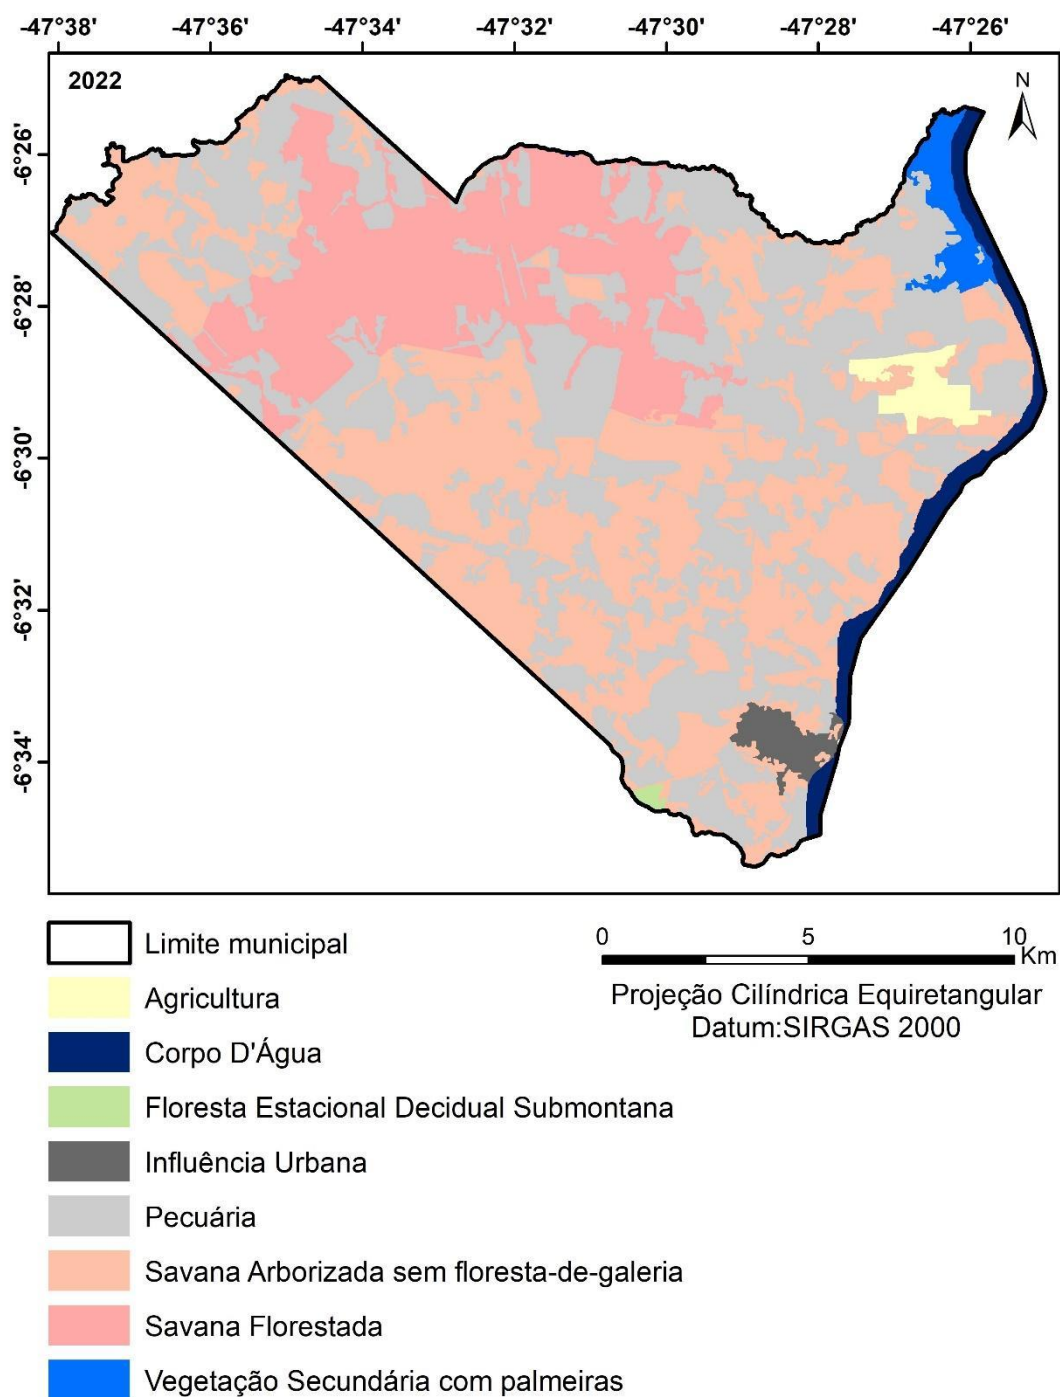 -47°38' -47°36' -47°34' -47°32' -47°30' -47°28' -47°26'
2022
N
-6°26'
-6°28'
-6°30'
-6°32'
-6°34'
Limite municipal
Agricultura
Corpo D'Água
Floresta Estacional Decidual Submontana
Influência Urbana
Pecuária
Savana Arborizada sem floresta-de-galeria
Savana Florestada
Vegetação Secundária com palmeiras
0 5 10
Km
Projeção Cilíndrica Equiretangular
Datum:SIRGAS 2000